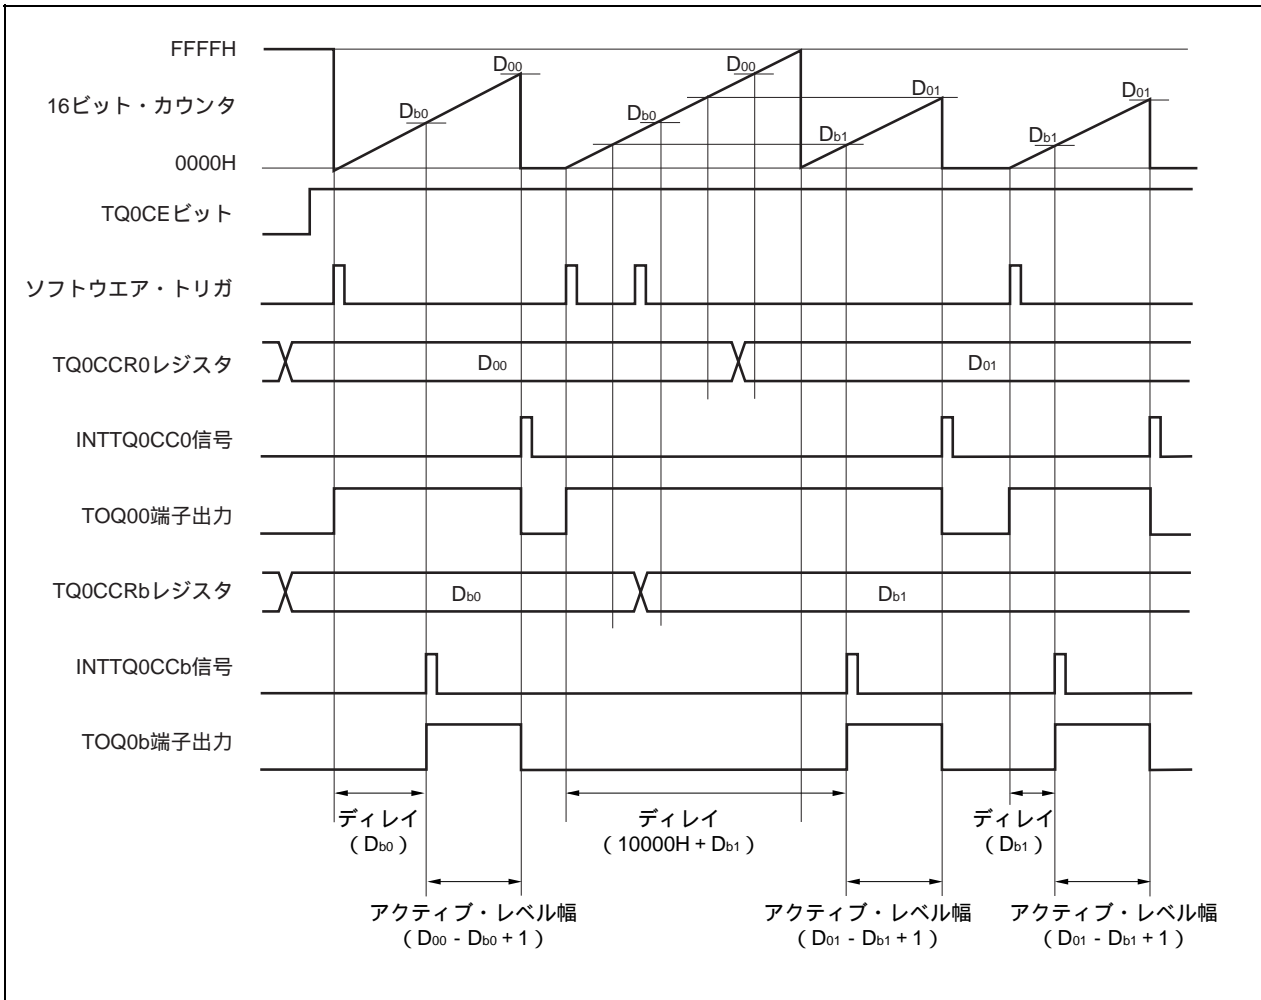 FFFFH
D00
D00
16ビット・カウンタ
Db0
Db0
D01
D01
Db1
Db1
0000H
TQ0CEビット
ソフトウエア・トリガ
TQ0CCR0レジスタ
D00
D01
INTTQ0CC0信号
TOQ00端子出力
TQ0CCRbレジスタ
Db0
Db1
INTTQ0CCb信号
TOQ0b端子出力
ディレイ
(Db0)
ディレイ
(10000H + Db1)
ディレイ
(Db1)
アクティブ・レベル幅
(D00 - Db0 + 1)
アクティブ・レベル幅
(D01 - Db1 + 1)
アクティブ・レベル幅
(D01 - Db1 + 1)